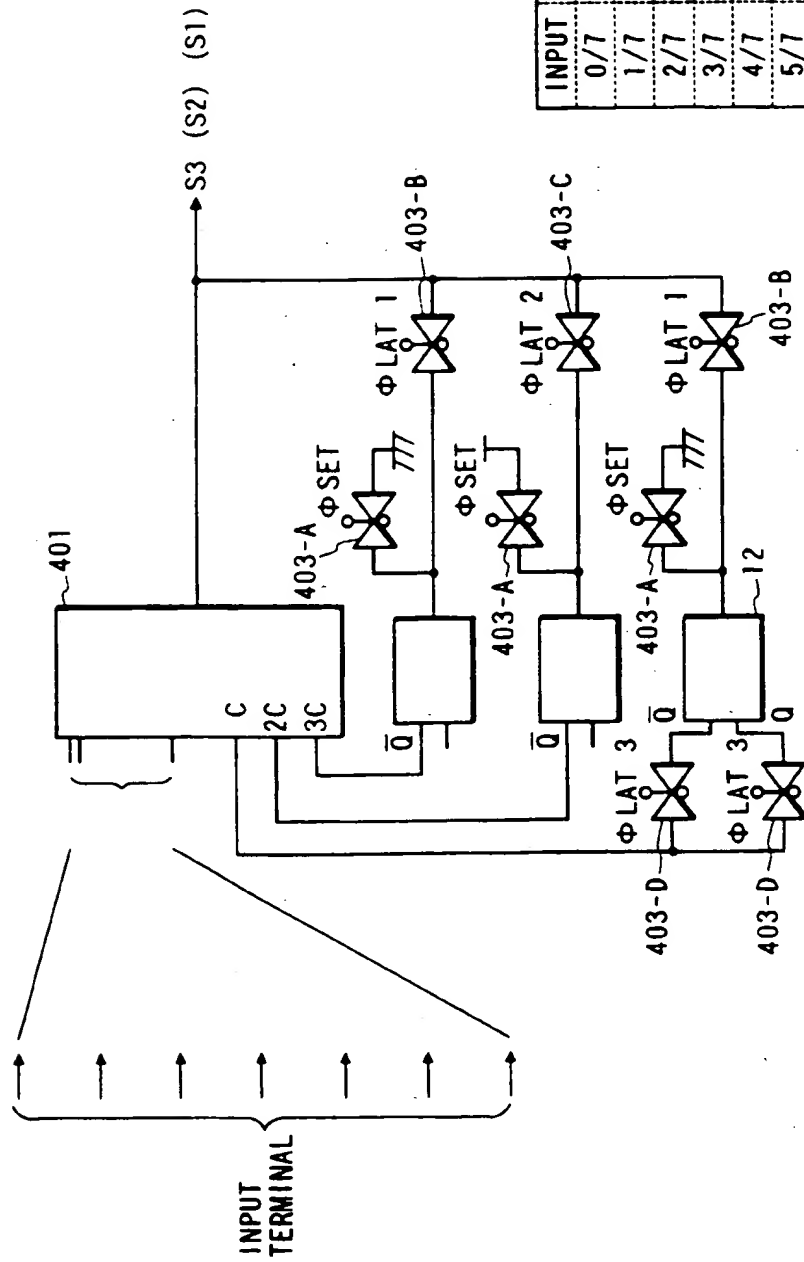 S3 (S2) (S1)
INPUT
0/7
1/7
2/7
3/7
4/7
5/7
401
403-A
Φ SET
Φ LAT 1
403-B
C
2C
3C
Q̅
403-A
Φ SET
Φ LAT 2
403-C
Q̅
403-A
Φ SET
Φ LAT 1
403-B
12
Q̅
Q
Φ LAT 3
403-D
Φ LAT 3
403-D
INPUT
TERMINAL